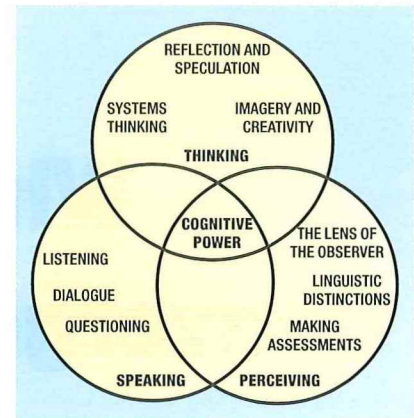 REFLECTION AND
SPECULATION
SYSTEMS
THINKING
IMAGERY AND
CREATIVITY
THINKING
COGNITIVE
POWER
LISTENING
DIALOGUE
QUESTIONING
SPEAKING
THE LENS OF
THE OBSERVER
LINGUISTIC
DISTINCTIONS
MAKING
ASSESSMENTS
PERCEIVING